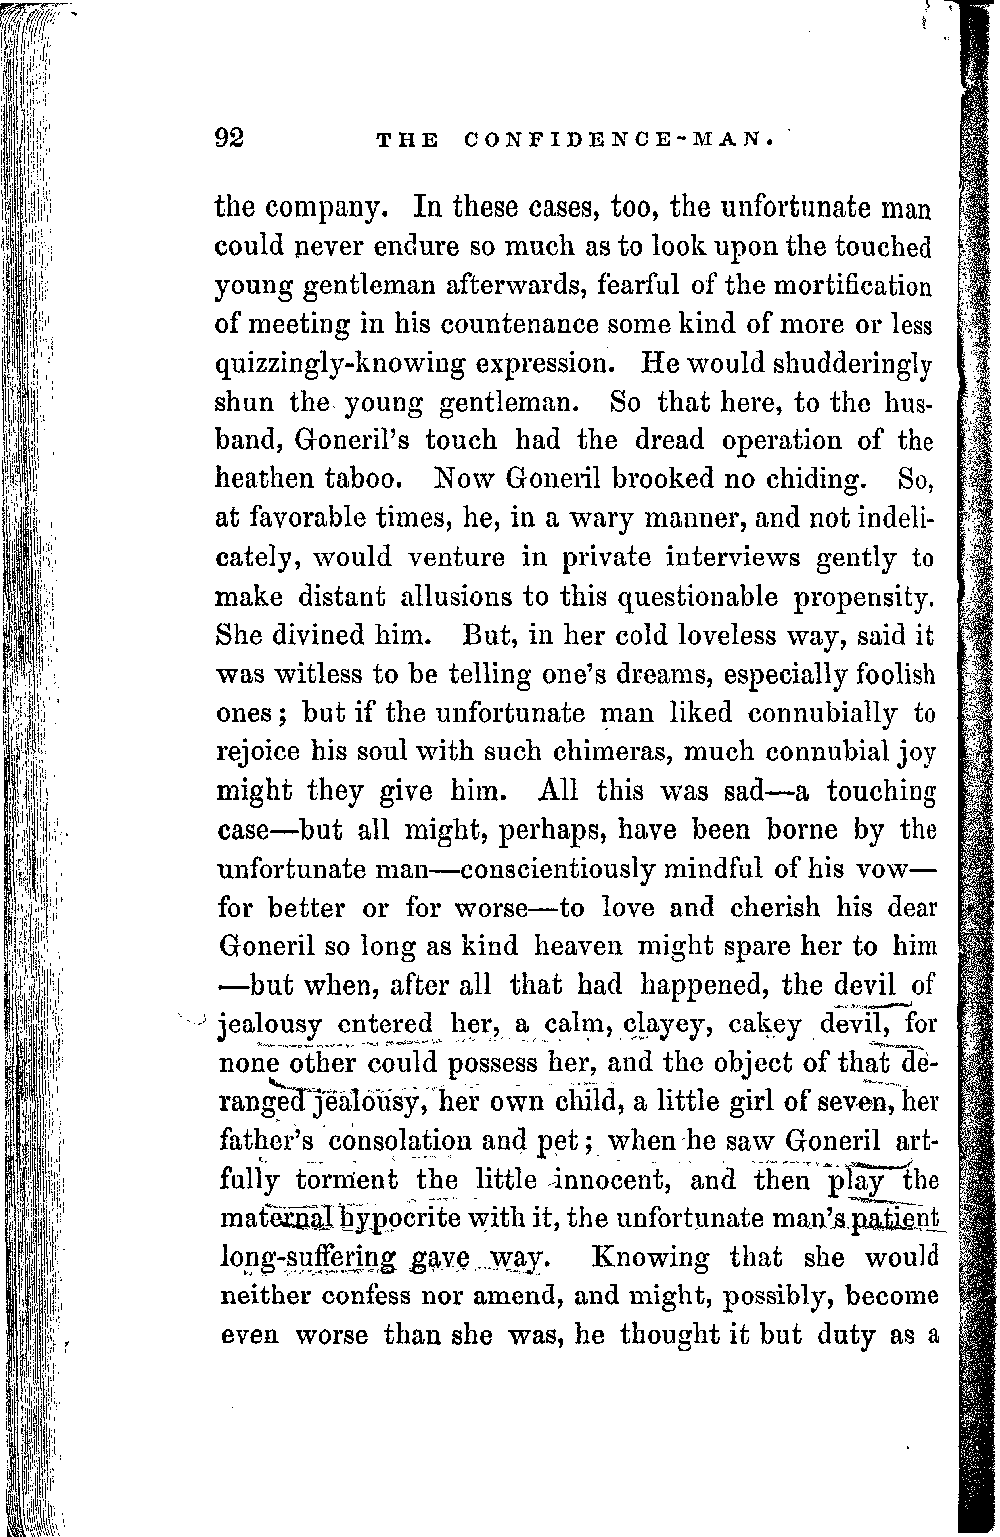 92 THE CONFIDENCE-MAN.
the company. In these cases, too, the unfortunate man
could never endure so much as to look upon the touched
young gentleman afterwards, fearful of the mortification
of meeting in his countenance some kind of more or less
quizzingly-knowing expression. He would shudderingly
shun the young gentleman. So that here, to the hus-
band, Goneril's touch had the dread operation of the
heathen taboo. Now Goneril brooked no chiding. So,
at favorable times, he, in a wary manner, and not indeli-
cately, would venture in private interviews gently to
make distant allusions to this questionable propensity.
She divined him. But, in her cold loveless way, said it
was witless to be telling one's dreams, especially foolish
ones; but if the unfortunate man liked connubially to
rejoice his soul with such chimeras, much connubial joy
might they give him. All this was sad—a touching
case—but all might, perhaps, have been borne by the
unfortunate man—conscientiously mindful of his vow—
for better or for worse—to love and cherish his dear
Goneril so long as kind heaven might spare her to him
—but when, after all that had happened, the devil of
jealousy entered her, a calm, clayey, cakey devil, for
none other could possess her, and the object of that de-
ranged jealousy, her own child, a little girl of seven, her
father's consolation and pet; when he saw Goneril art-
fully torment the little innocent, and then play the
maternal hypocrite with it, the unfortunate man's patient
long-suffering gave way. Knowing that she would
neither confess nor amend, and might, possibly, become
even worse than she was, he thought it but duty as a